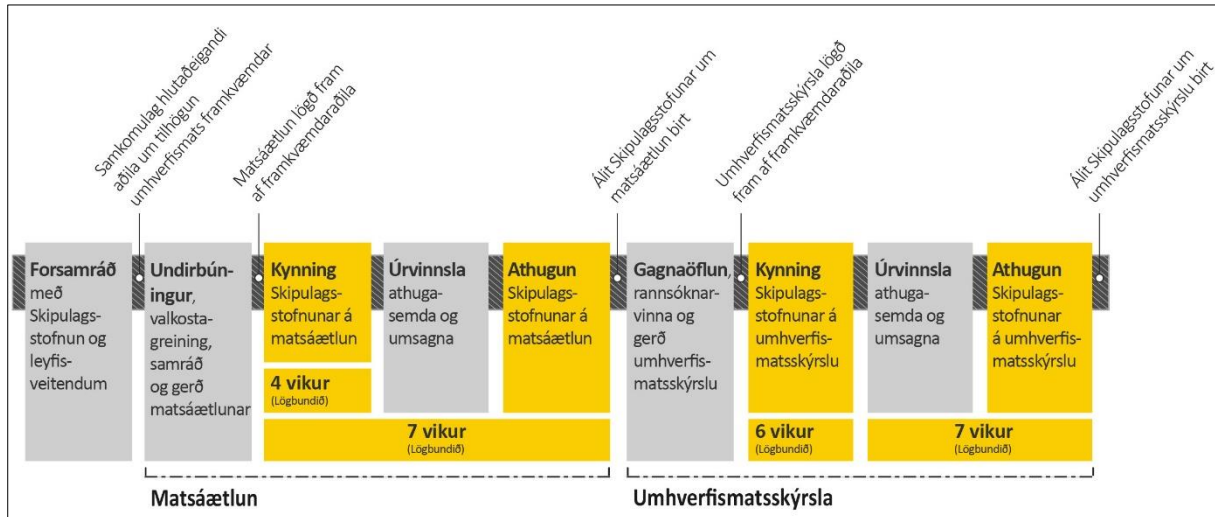 Samkomulag hlutaðeigandi
aðila um tilhögun
umhverfismats framkvæmdar
Matsáætlun lögð fram
af framkvæmdaraðila
Álit Skipulagsstofunar um
matsáætlun birt
Umhverfismatsskýrsla lögð
fram af framkvæmdaraðila
Álit Skipulagsstofunar um
umhverfismatsskýrslu birt
Forsamráð
með
Skipulags-
stofnun og
leyfis-
veitendum
Undirbún-
ingur,
valkosta-
greining,
samráð
og gerð
matsáætlunar
Kynning
Skipulags-
stofnunar á
matsáætlun
4 vikur
(Lögbundið)
Úrvinnsla
athuga-
semda og
umsagna
Athugun
Skipulags-
stofnunar á
matsáætlun
7 vikur
(Lögbundið)
Gagnaöflun,
rannsóknar-
vinna og
gerð
umhverfis-
matsskýrslu
Kynning
Skipulags-
stofnunar á
umhverfis-
matsskýrslu
6 vikur
(Lögbundið)
Úrvinnsla
athuga-
semda og
umsagna
Athugun
Skipulags-
stofnunar
á umhverfis-
matsskýrslu
7 vikur
(Lögbundið)
Matsáætlun
Umhverfismatsskýrsla